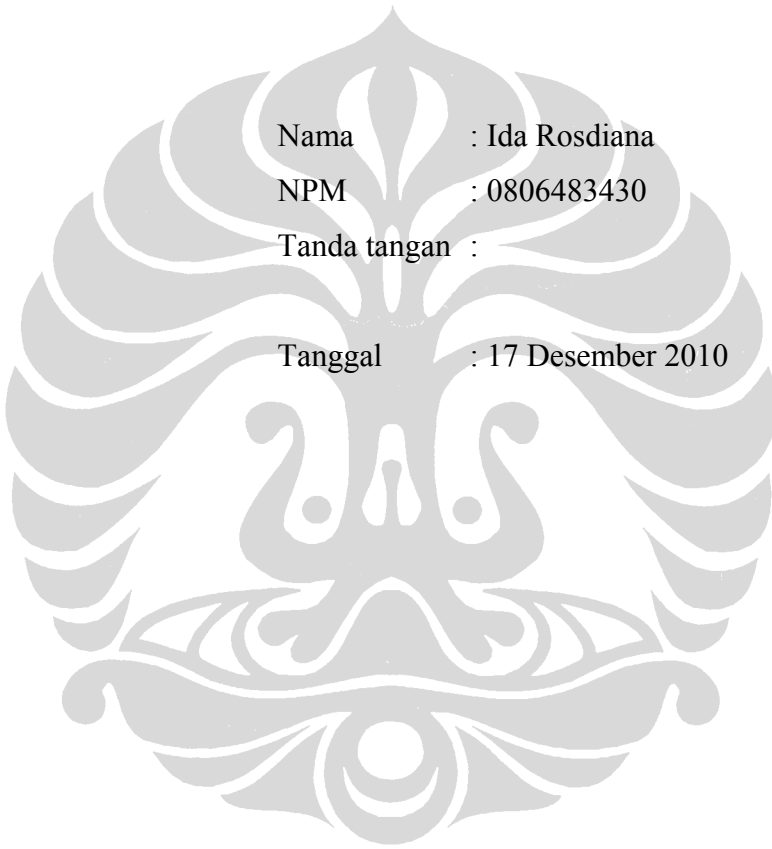 Nama : Ida Rosdiana
NPM : 0806483430
Tanda tangan :
Tanggal : 17 Desember 2010